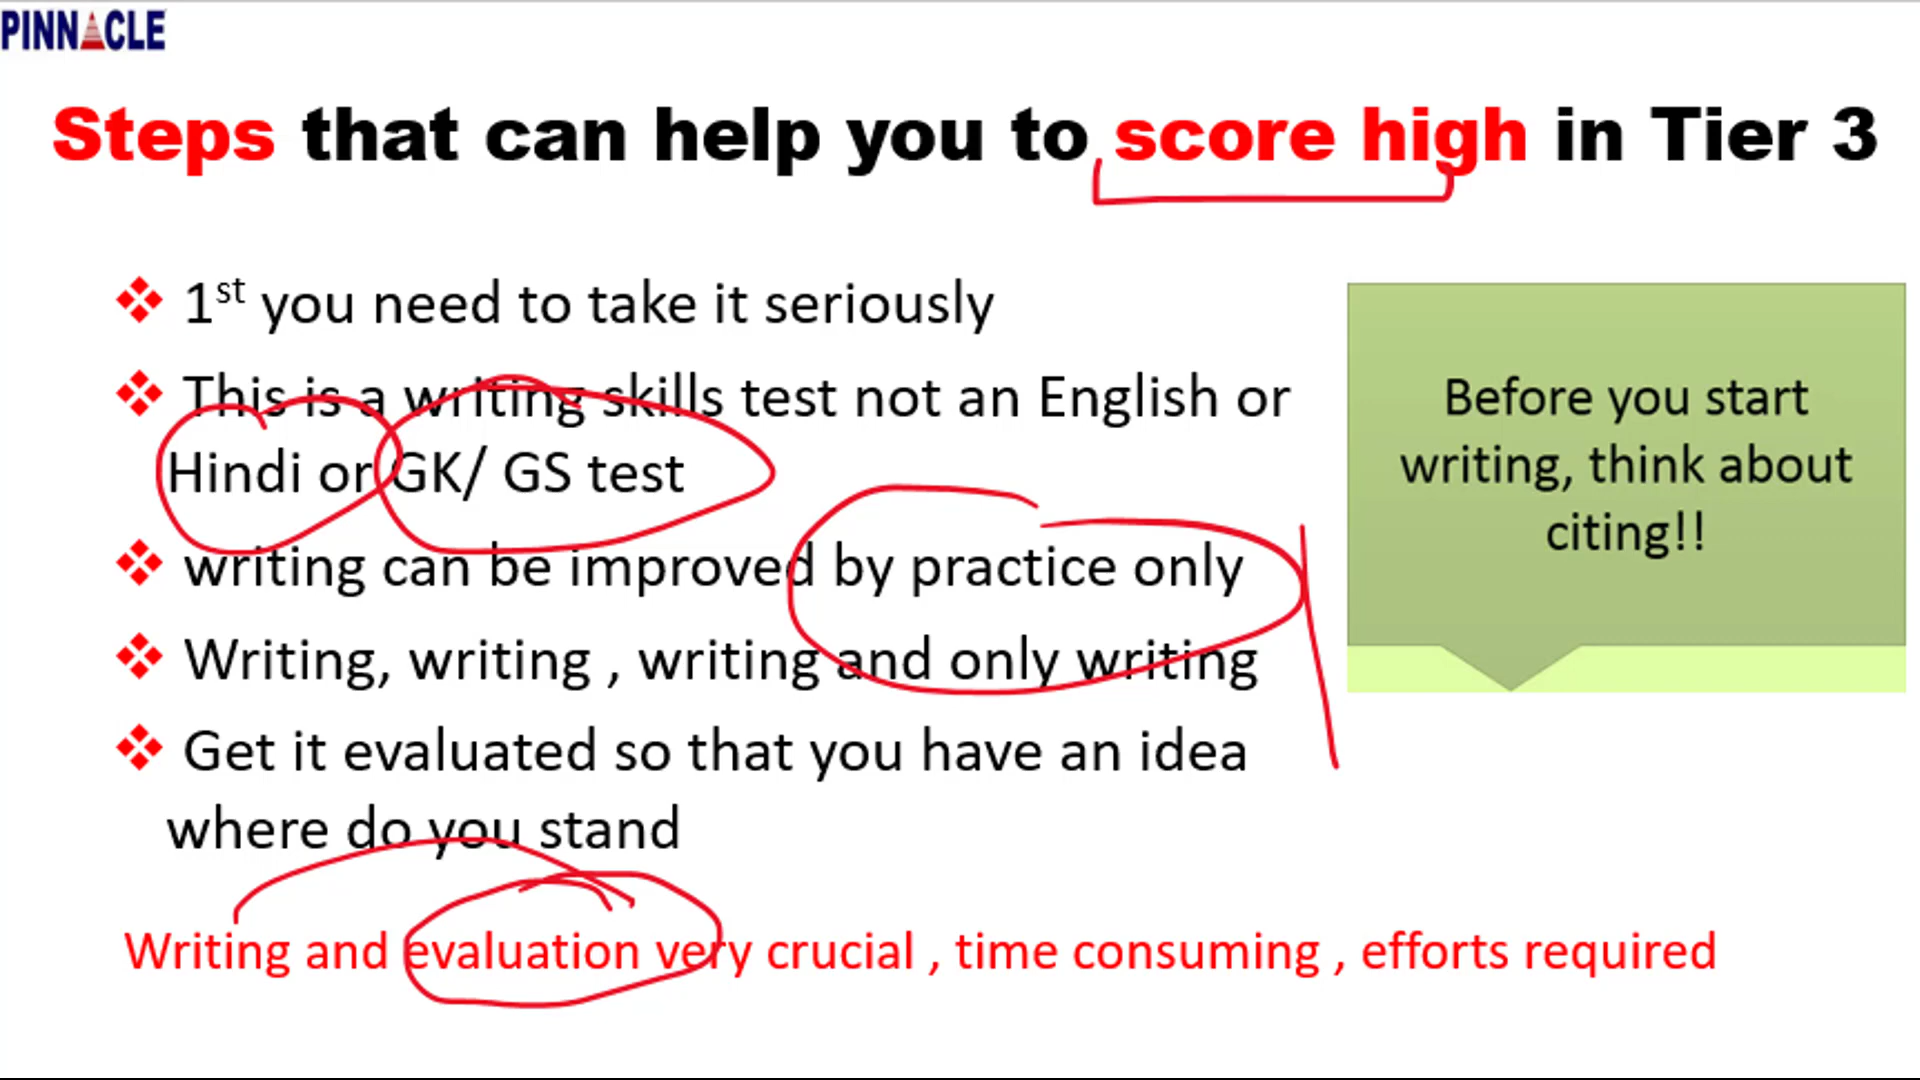 PINNACLE
Steps that can help you to score high in Tier 3
1st you need to take it seriously
This is a writing skills test not an English or
Hindi or GK/ GS test
writing can be improved by practice only
Writing, writing , writing and only writing
Get it evaluated so that you have an idea
where do you stand
Writing and evaluation very crucial , time consuming , efforts required
Before you start
writing, think about
citing!!